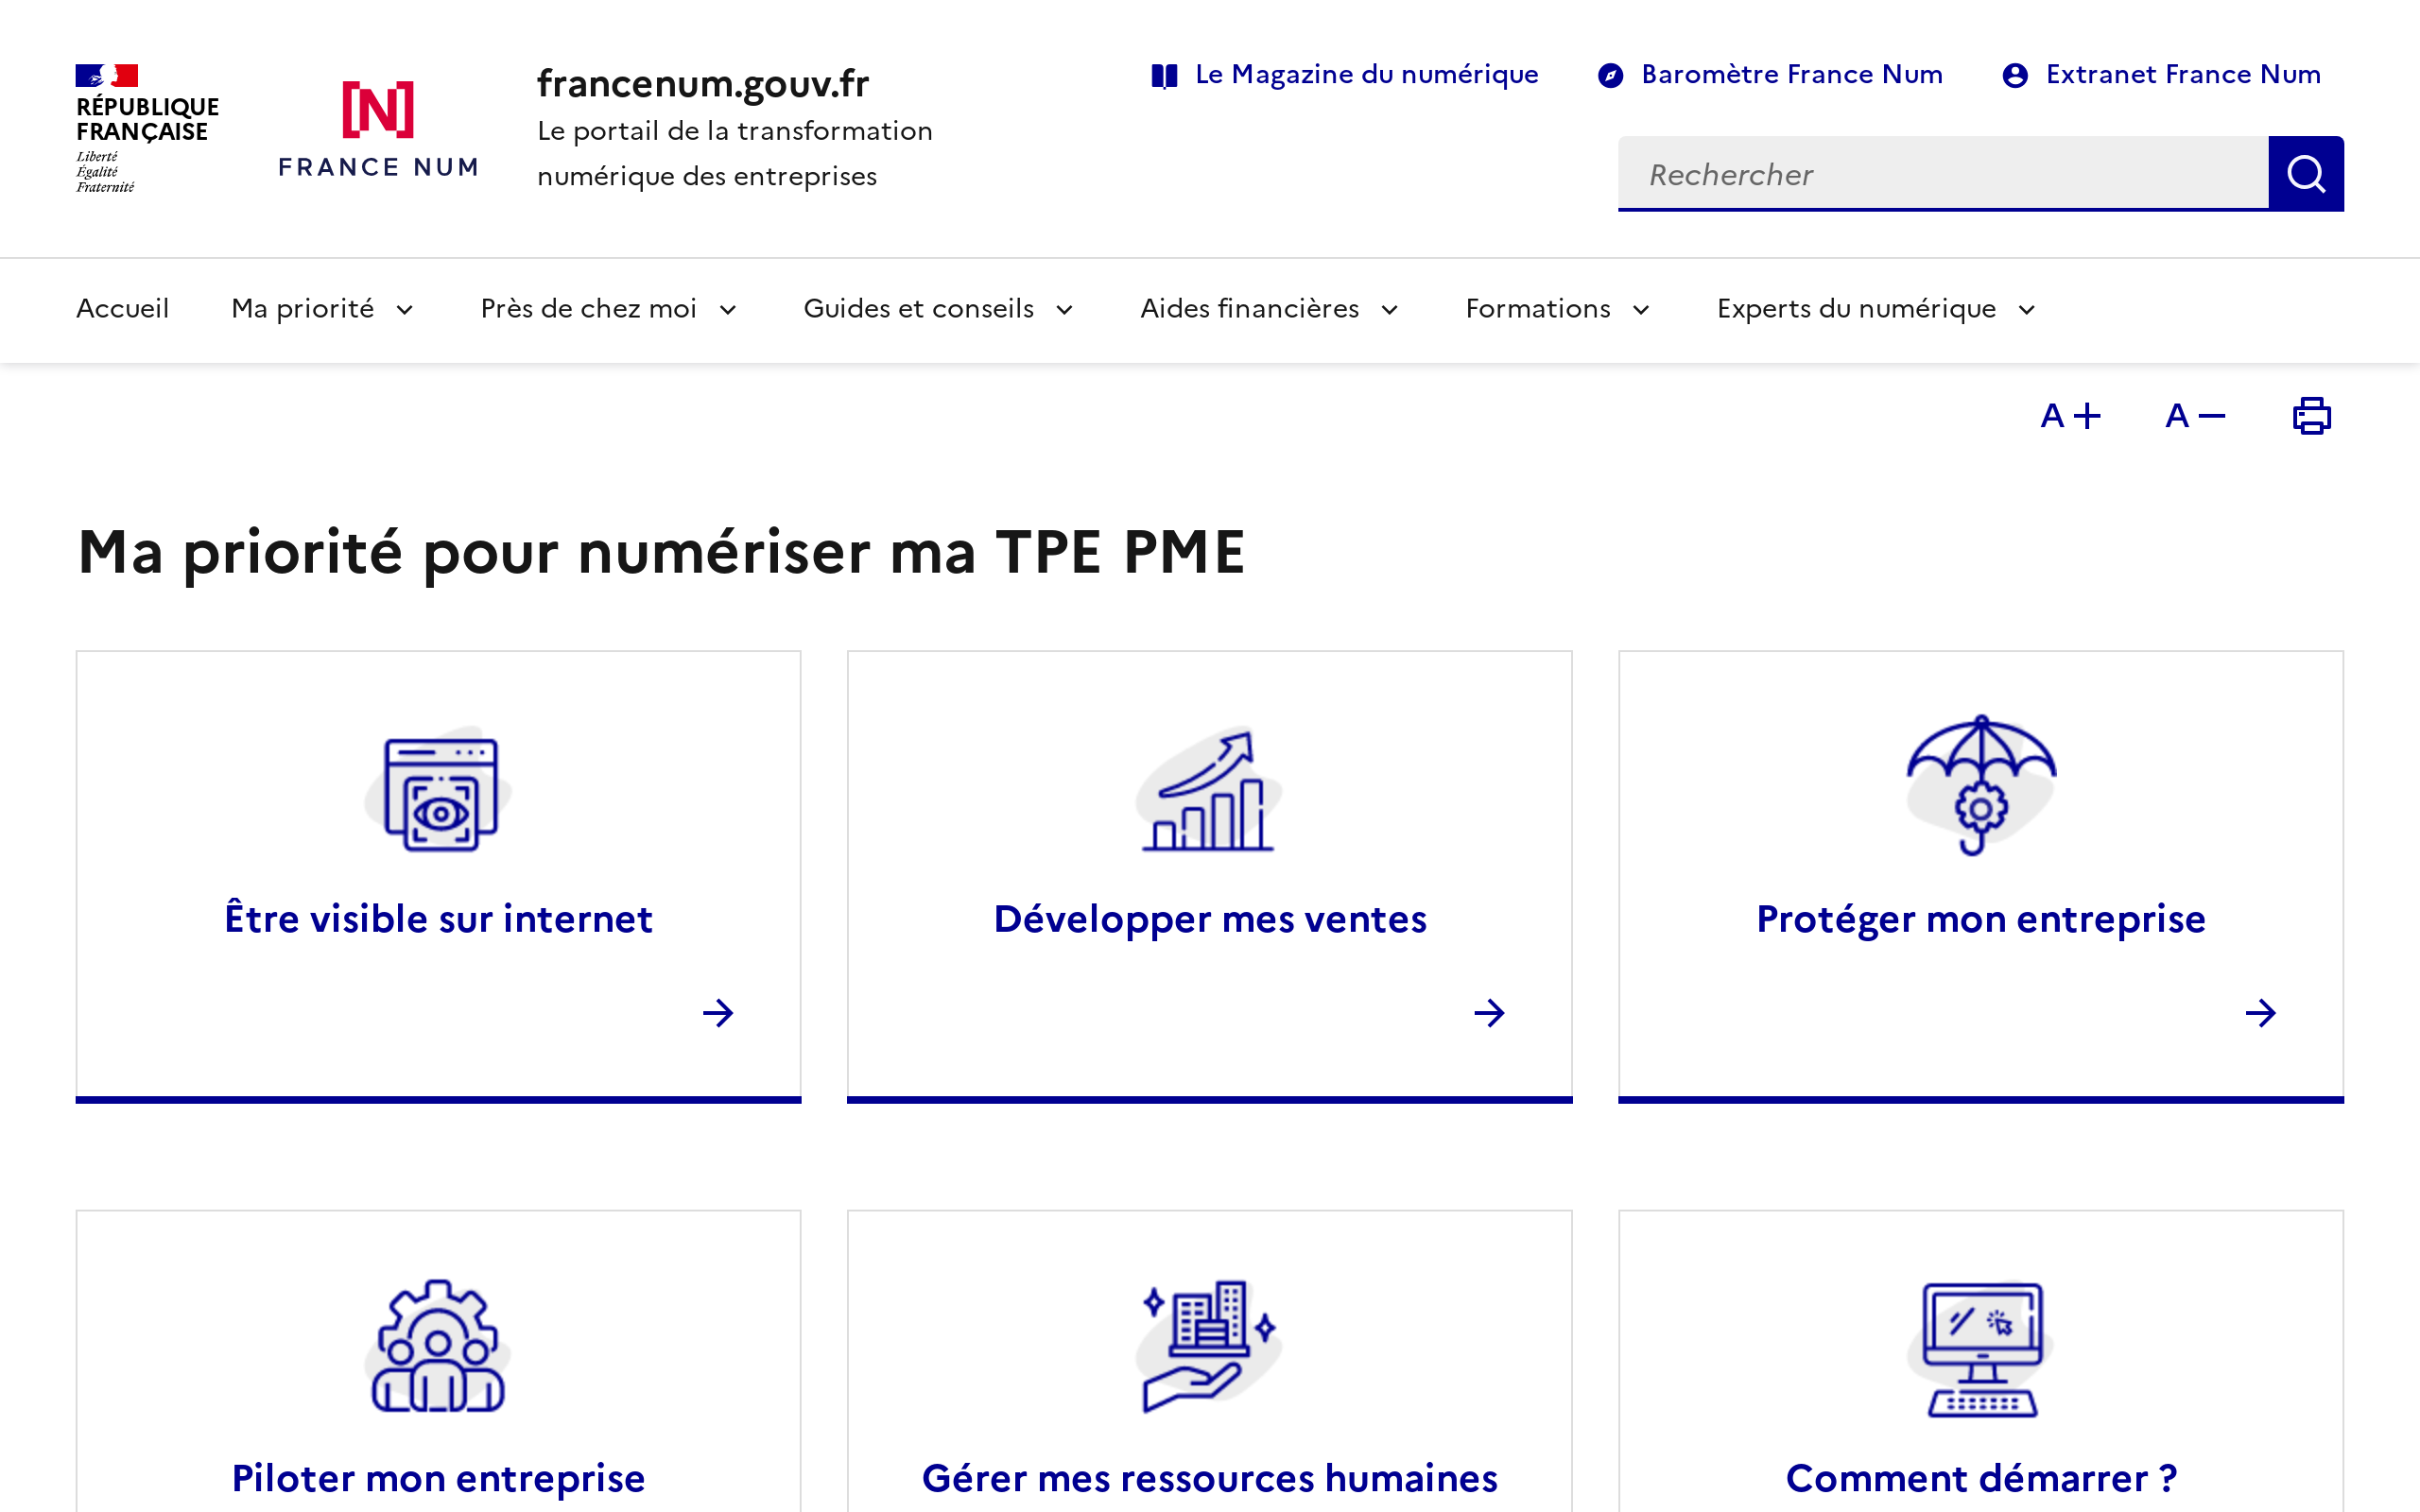 RÉPUBLIQUE
FRANÇAISE
Liberté
Égalité
Fraternité
[N]
FRANCE NUM
francenum.gouv.fr
Le portail de la transformation
numérique des entreprises
Le Magazine du numérique
Baromètre France Num
Extranet France Num
Rechercher
Accueil
Ma priorité
Près de chez moi
Guides et conseils
Aides financières
Formations
Experts du numérique
A+
A−
Ma priorité pour numériser ma TPE PME
Être visible sur internet
Développer mes ventes
Protéger mon entreprise
Piloter mon entreprise
Gérer mes ressources humaines
Comment démarrer ?